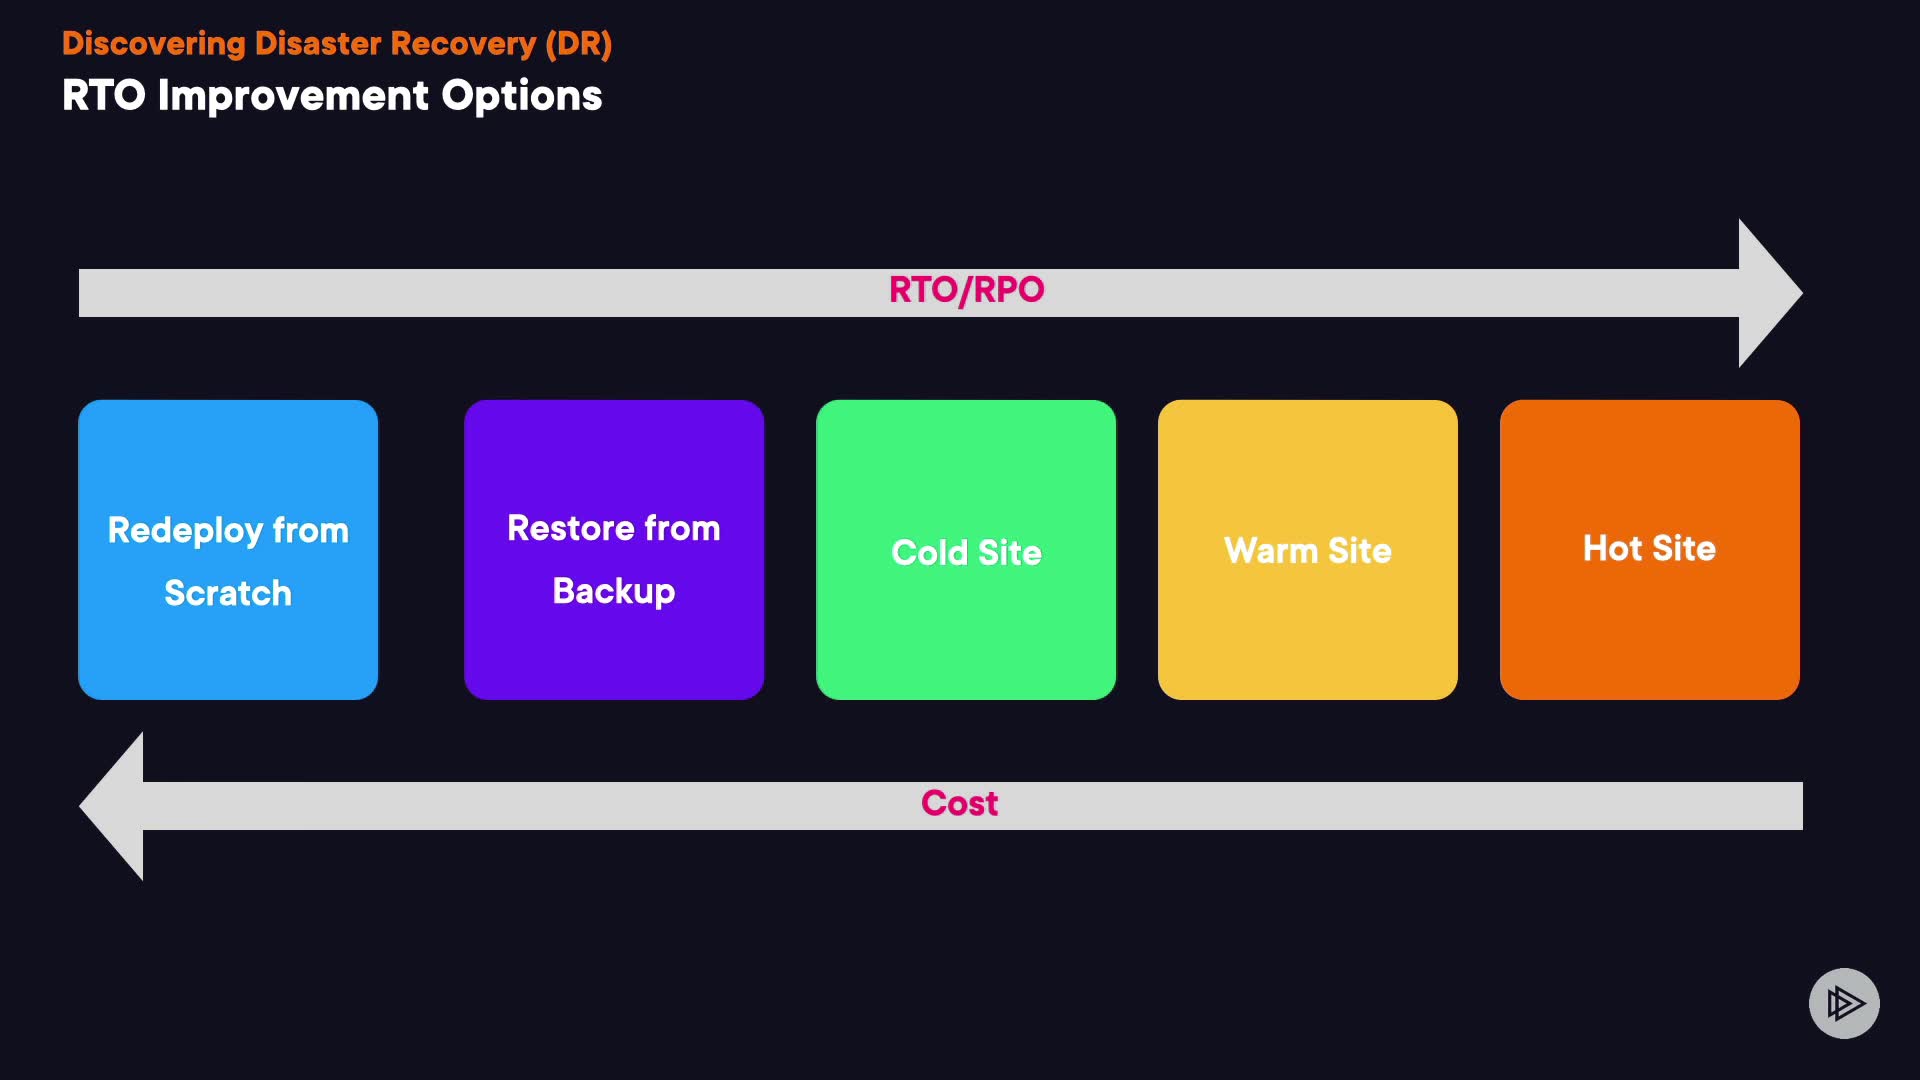 Discovering Disaster Recovery (DR)
RTO Improvement Options
RTO/RPO
Redeploy from
Scratch
Restore from
Backup
Cold Site
Warm Site
Hot Site
Cost